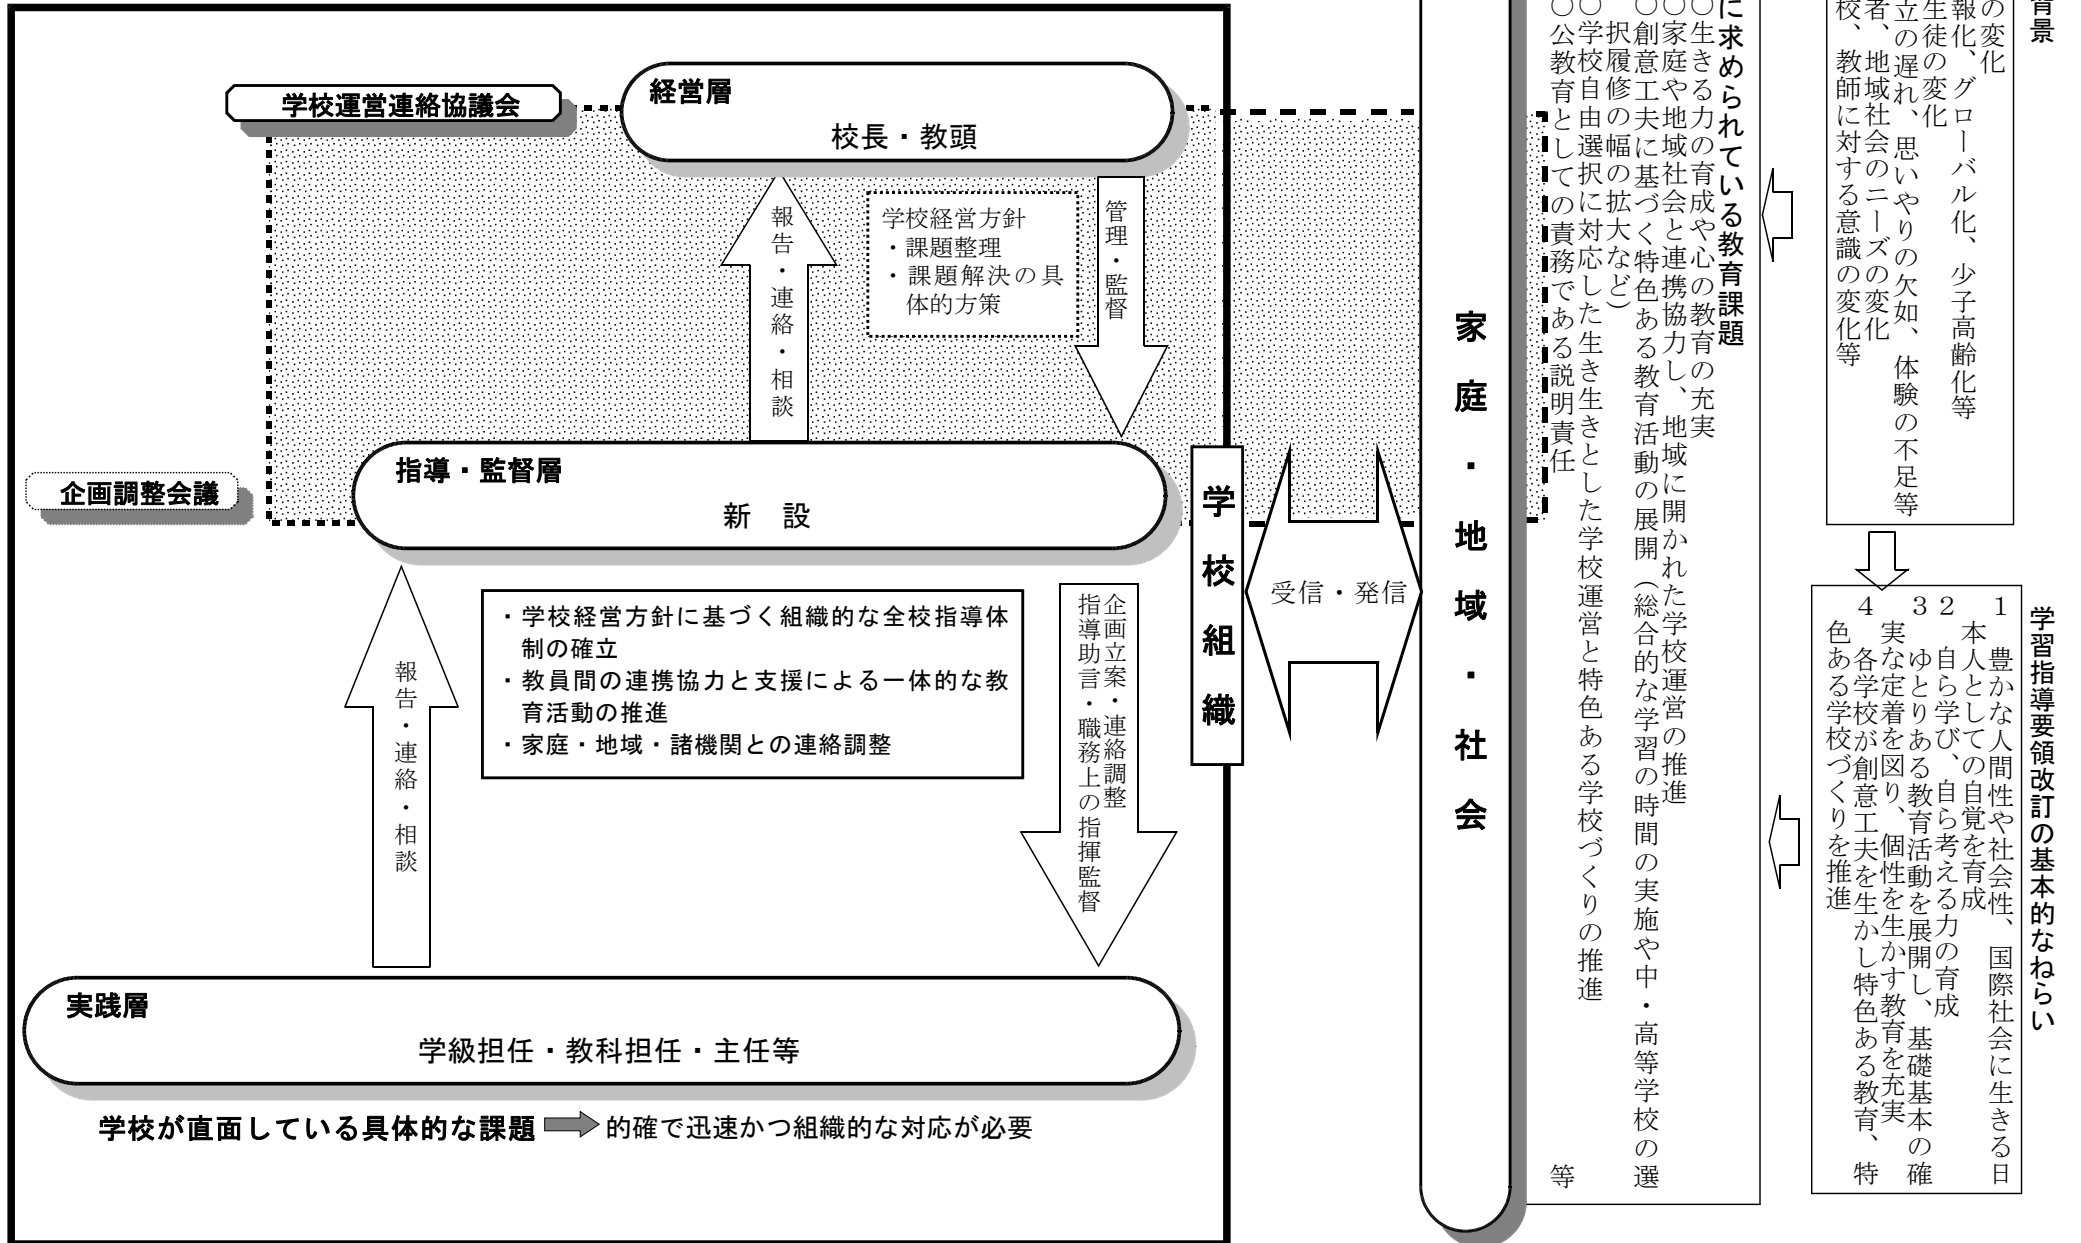 学校運営連絡協議会
経営層
校長・教頭
報告・連絡・相談
学校経営方針
・課題整理
・課題解決の具
体的方策
管理・監督
企画調整会議
指導・監督層
新　設
報告・連絡・相談
・学校経営方針に基づく組織的な全校指導体
制の確立
・教員間の連携協力と支援による一体的な教
育活動の推進
・家庭・地域・諸機関との連絡調整
企画立案・連絡調整
指導助言・職務上の指揮監督
実践層
学級担任・教科担任・主任等
学校が直面している具体的な課題
的確で迅速かつ組織的な対応が必要
学校組織
受信・発信
家庭・地域・社会
に求められている教育課題
○生きる力の育成や心の教育の充実
○家庭や地域社会と連携協力し、地域に開かれた学校運営の推進
○創意工夫に基づく特色ある教育活動の展開（総合的な学習の時間の実施や中・高等学校の選
択履修の幅の拡大など）
○学校自由選択に対応した生き生きとした学校運営と特色ある学校づくりの推進
○公教育としての責務である説明責任
等
背景
の変化
報化、グローバル化、少子高齢化等
生徒の変化
立の遅れ、思いやりの欠如、体験の不足等
者、地域社会のニーズの変化
校、教師に対する意識の変化等
学習指導要領改訂の基本的なねらい
1　豊かな人間性や社会性、国際社会に生きる日
本人としての自覚を育成
2　自ら学び、自ら考える力の育成
3　ゆとりある教育活動を展開し、基礎基本の確
実な定着を図り、個性を生かす教育を充実
4　各学校が創意工夫を生かし特色ある教育、特
色ある学校づくりを推進